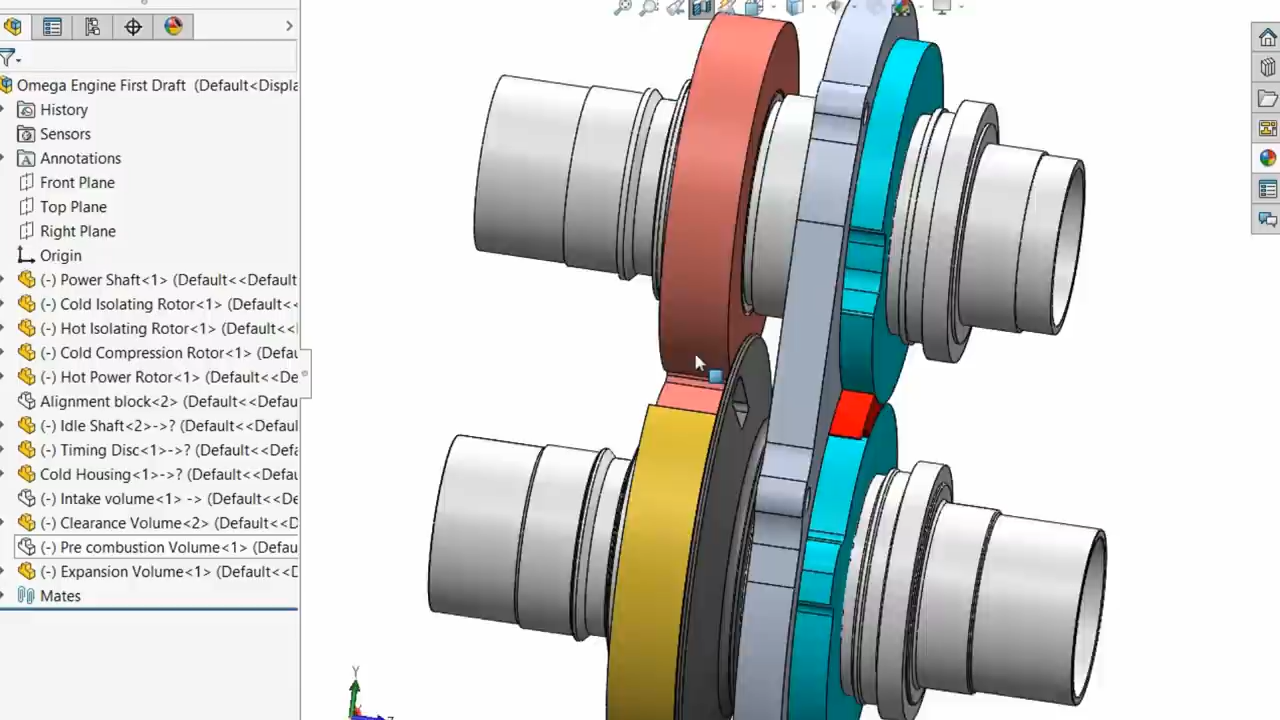 Omega Engine First Draft (Default<Displa
History
Sensors
Annotations
Front Plane
Top Plane
Right Plane
Origin
(-) Power Shaft<1> (Default<<Default
(-) Cold Isolating Rotor<1> (Default<<
(-) Hot Isolating Rotor<1> (Default<<I
(-) Cold Compression Rotor<1> (Defau
(-) Hot Power Rotor<1> (Default<<De
Alignment block<2> (Default<<Defaul
(-) Idle Shaft<2>->? (Default<<Default
(-) Timing Disc<1>->? (Default<<Defa
Cold Housing<1>->? (Default<<Defaul
(-) Intake volume<1> -> (Default<<De
(-) Clearance Volume<2> (Default<<D
(-) Pre combustion Volume<1> (Defau
(-) Expansion Volume<1> (Default<<D
Mates
Y
Z